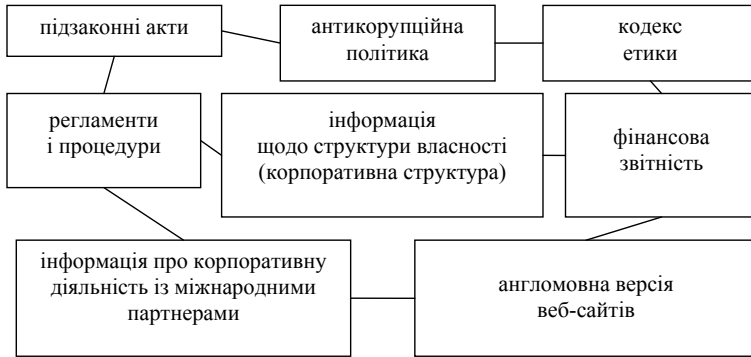 підзаконні акти
антикорупційна
політика
кодекс
етики
регламенти
і процедури
інформація
щодо структури власності
(корпоративна структура)
фінансова
звітність
інформація про корпоративну
діяльність із міжнародними
партнерами
англомовна версія
веб-сайтів